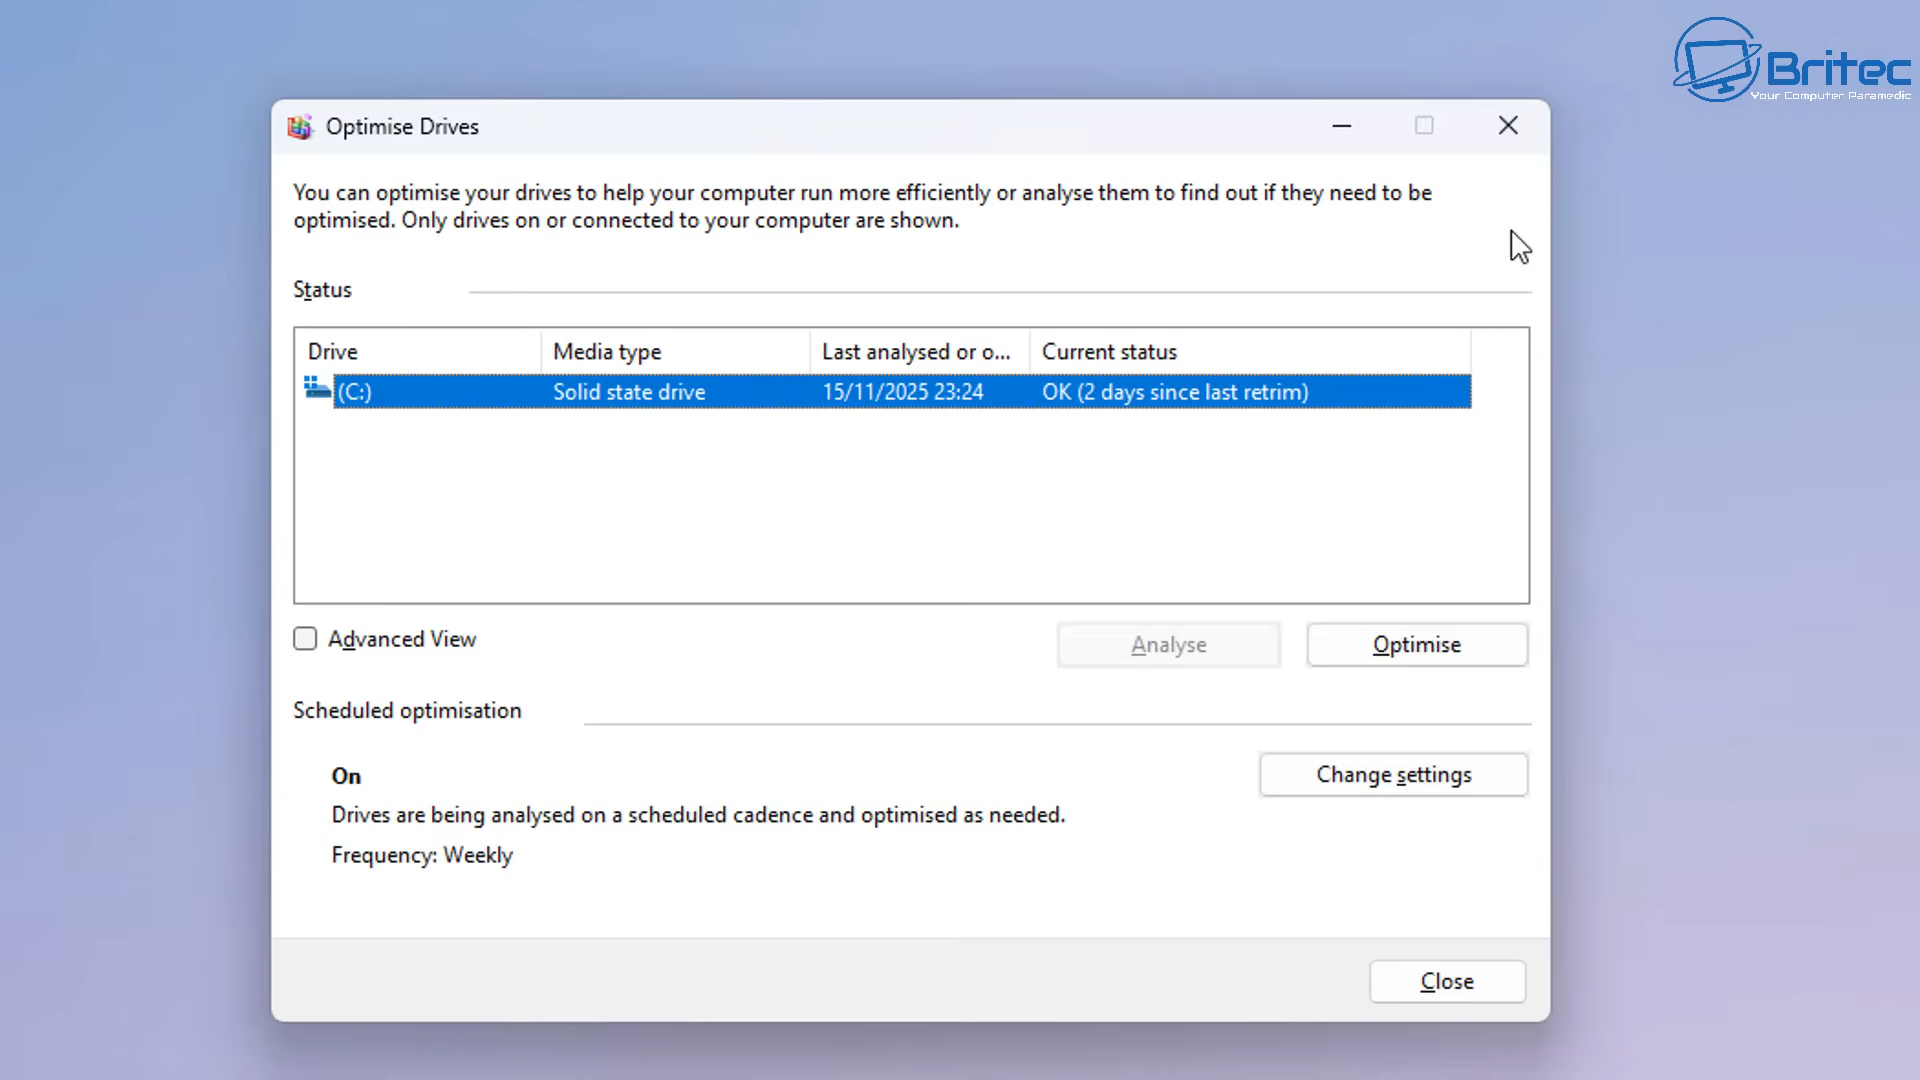 Britec
Your Computer Paramedic
Optimise Drives
You can optimise your drives to help your computer run more efficiently or analyse them to find out if they need to be
optimised. Only drives on or connected to your computer are shown.
Status
Drive Media type Last analysed or o... Current status
(C:) Solid state drive 15/11/2025 23:24 OK (2 days since last retrim)
Advanced View
Analyse
Optimise
Scheduled optimisation
On
Change settings
Drives are being analysed on a scheduled cadence and optimised as needed.
Frequency: Weekly
Close